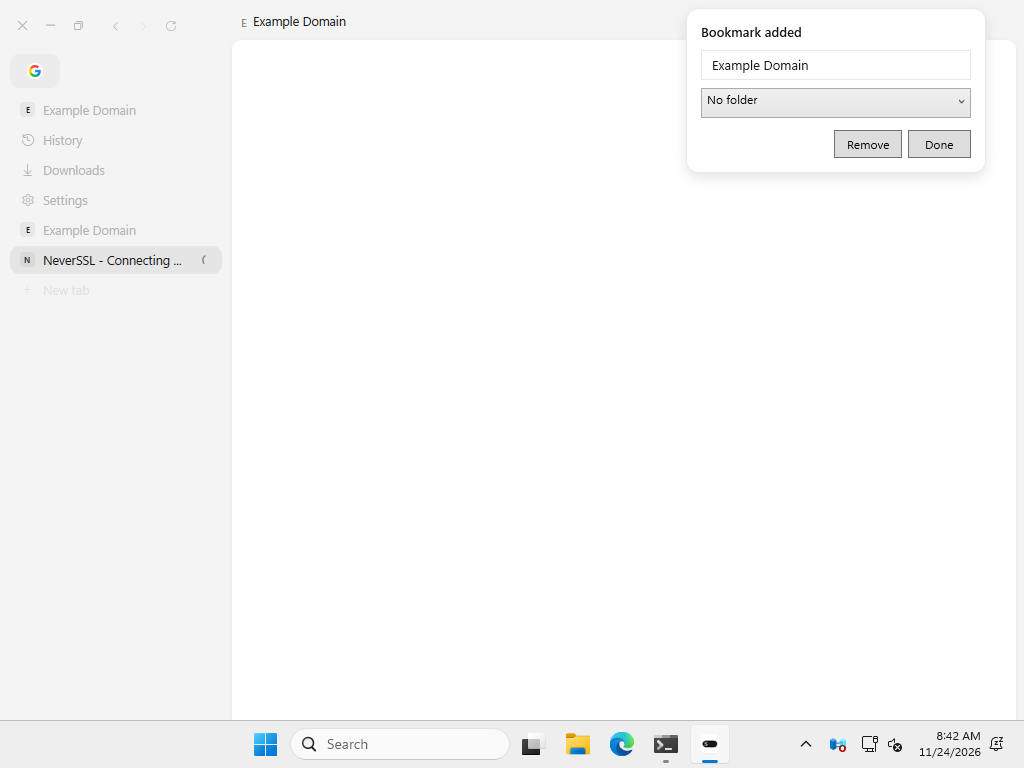 E Example Domain
Bookmark added
Example Domain
No folder
Remove Done
E Example Domain
History
Downloads
Settings
E Example Domain
N NeverSSL - Connecting ...
+ New tab
Search
8:42 AM
11/24/2026